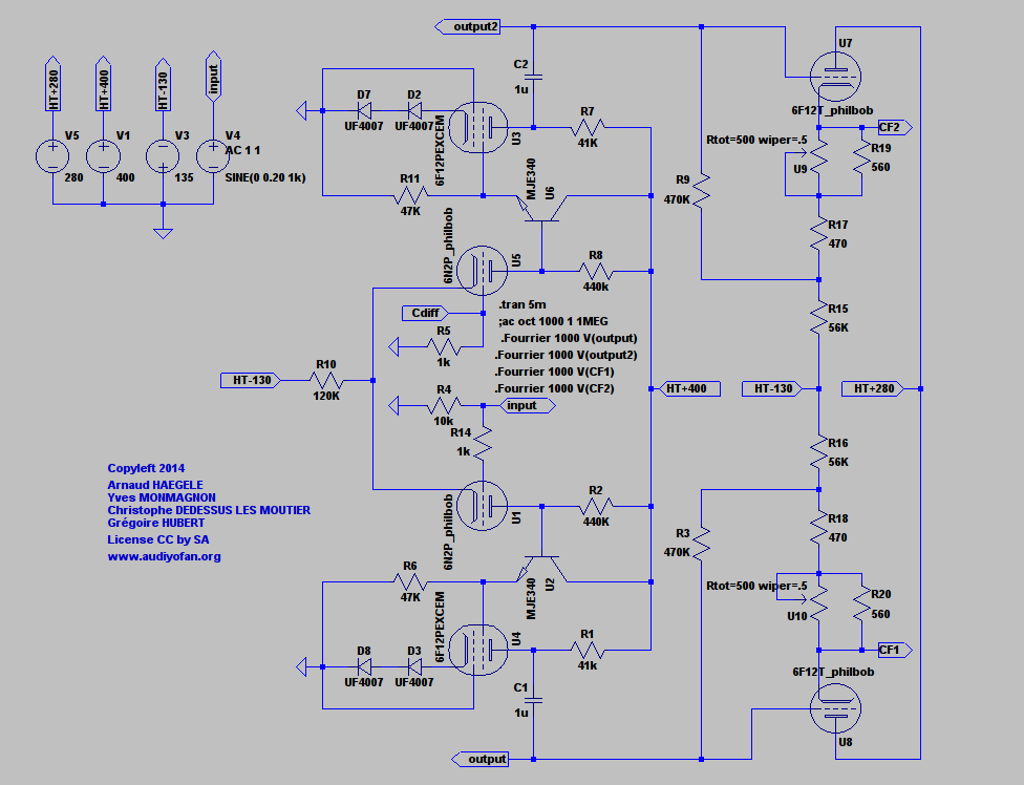 output2
U7
HT+280
HT+400
HT-130
input
C2
1u
D7
D2
UF4007
UF4007
6F12PEXCEM
U3
R7
41K
6F12T_philbob
CF2
V5
280
V1
400
V3
135
V4
AC 1 1
SINE(0 0.20 1k)
Rtot=500 wiper=.5
U9
R19
560
R11
47K
MJE340
U6
R9
470K
6N2P_philbob
U5
R17
470
R8
440k
Cdiff
.tran 5m
;ac oct 1000 1 1MEG
.Fourrier 1000 V(output)
.Fourrier 1000 V(output2)
.Fourrier 1000 V(CF1)
.Fourrier 1000 V(CF2)
R15
56K
R5
1k
HT-130
R10
120K
R4
10k
input
HT+400
HT-130
HT+280
R14
1k
R16
56K
Copyleft 2014
Arnaud HAEGELE
Yves MONMAGNON
Christophe DEDESSUS LES MOUTIER
Grégoire HUBERT
License CC by SA
www.audiyofan.org
6N2P_philbob
U1
R2
440K
R3
470K
R18
470
R6
47K
MJE340
U2
Rtot=500 wiper=.5
U10
R20
560
6F12PEXCEM
U4
R1
41k
D8
D3
UF4007
UF4007
CF1
6F12T_philbob
C1
1u
U8
output